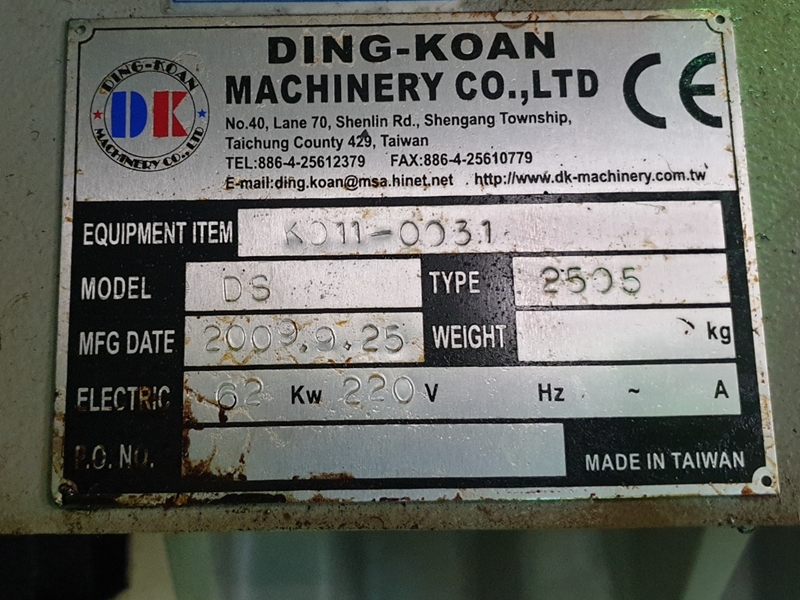 DING-KOAN
MACHINERY CO.,LTD
DING-KOAN
DK
MACHINERY CO., LTD
No.40, Lane 70, Shenlin Rd., Shengang Township,
Taichung County 429, Taiwan
TEL:886-4-25612379 FAX:886-4-25610779
E-mail:ding.koan@msa.hinet.net http://www.dk-machinery.com.tw
CE
EQUIPMENT ITEM K011-0031
MODEL DS TYPE 2505
MFG DATE 2009.9.25 WEIGHT kg
ELECTRIC 62 Kw 220 V Hz ~ A
P.O. NO.
MADE IN TAIWAN